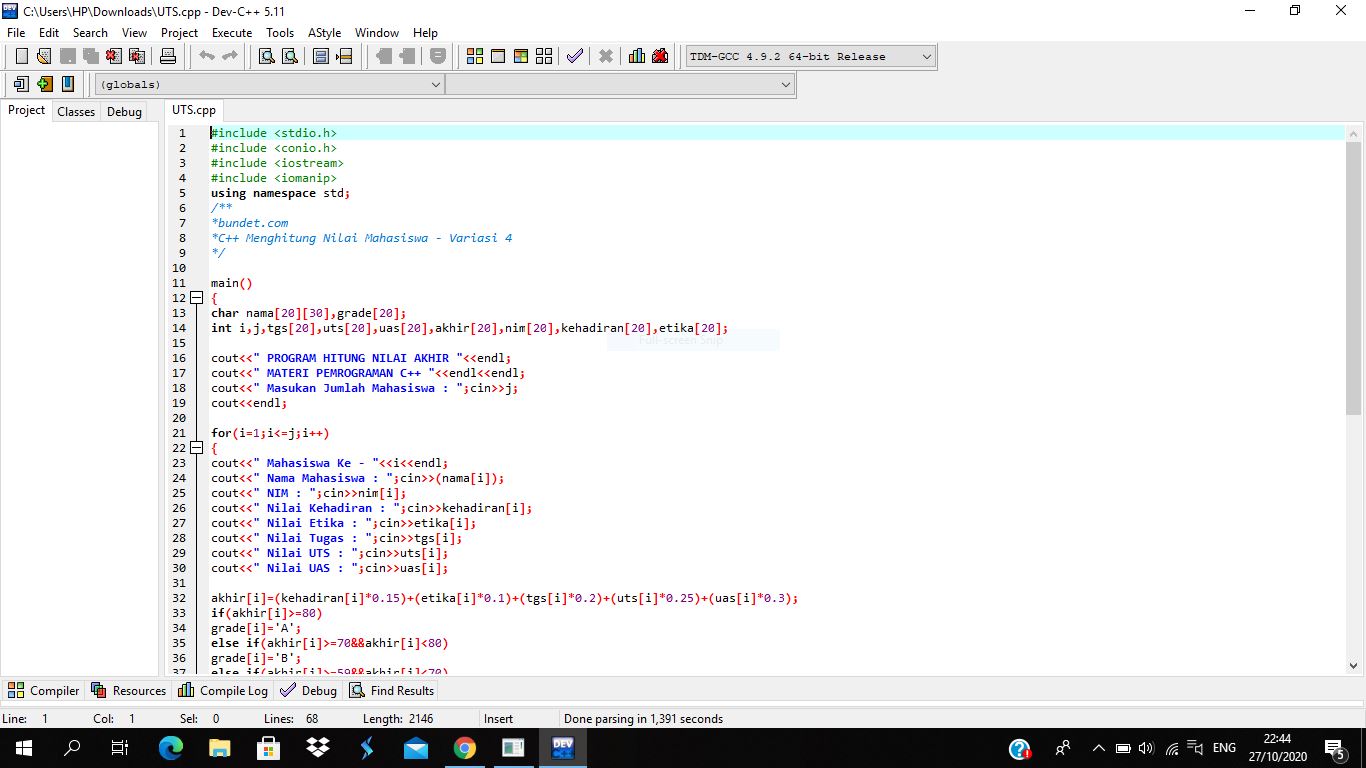 C:\Users\HP\Downloads\UTS.cpp - Dev-C++ 5.11
File Edit Search View Project Execute Tools AStyle Window Help
TDM-GCC 4.9.2 64-bit Release
(globals)
Project Classes Debug UTS.cpp
1 #include <stdio.h>
2 #include <conio.h>
3 #include <iostream>
4 #include <iomanip>
5 using namespace std;
6 /**
7 *bundet.com
8 *C++ Menghitung Nilai Mahasiswa - Variasi 4
9 */
10
11 main()
12 {
13 char nama[20][30],grade[20];
14 int i,j,tgs[20],uts[20],uas[20],akhir[20],nim[20],kehadiran[20],etika[20];
Full-screen Snip
15
16 cout<<" PROGRAM HITUNG NILAI AKHIR "<<endl;
17 cout<<" MATERI PEMROGRAMAN C++ "<<endl<<endl;
18 cout<<" Masukan Jumlah Mahasiswa : ";cin>>j;
19 cout<<endl;
20
21 for(i=1;i<=j;i++)
22 {
23 cout<<" Mahasiswa Ke - "<<i<<endl;
24 cout<<" Nama Mahasiswa : ";cin>>(nama[i]);
25 cout<<" NIM : ";cin>>nim[i];
26 cout<<" Nilai Kehadiran : ";cin>>kehadiran[i];
27 cout<<" Nilai Etika : ";cin>>etika[i];
28 cout<<" Nilai Tugas : ";cin>>tgs[i];
29 cout<<" Nilai UTS : ";cin>>uts[i];
30 cout<<" Nilai UAS : ";cin>>uas[i];
31
32 akhir[i]=(kehadiran[i]*0.15)+(etika[i]*0.1)+(tgs[i]*0.2)+(uts[i]*0.25)+(uas[i]*0.3);
33 if(akhir[i]>=80)
34 grade[i]='A';
35 else if(akhir[i]>=70&&akhir[i]<80)
36 grade[i]='B';
37 else if(akhir[i]>=59&&akhir[i]<70)
Compiler Resources Compile Log Debug Find Results
Line: 1 Col: 1 Sel: 0 Lines: 68 Length: 2146 Insert Done parsing in 1,391 seconds
DEV
ENG
22:44
27/10/2020
5